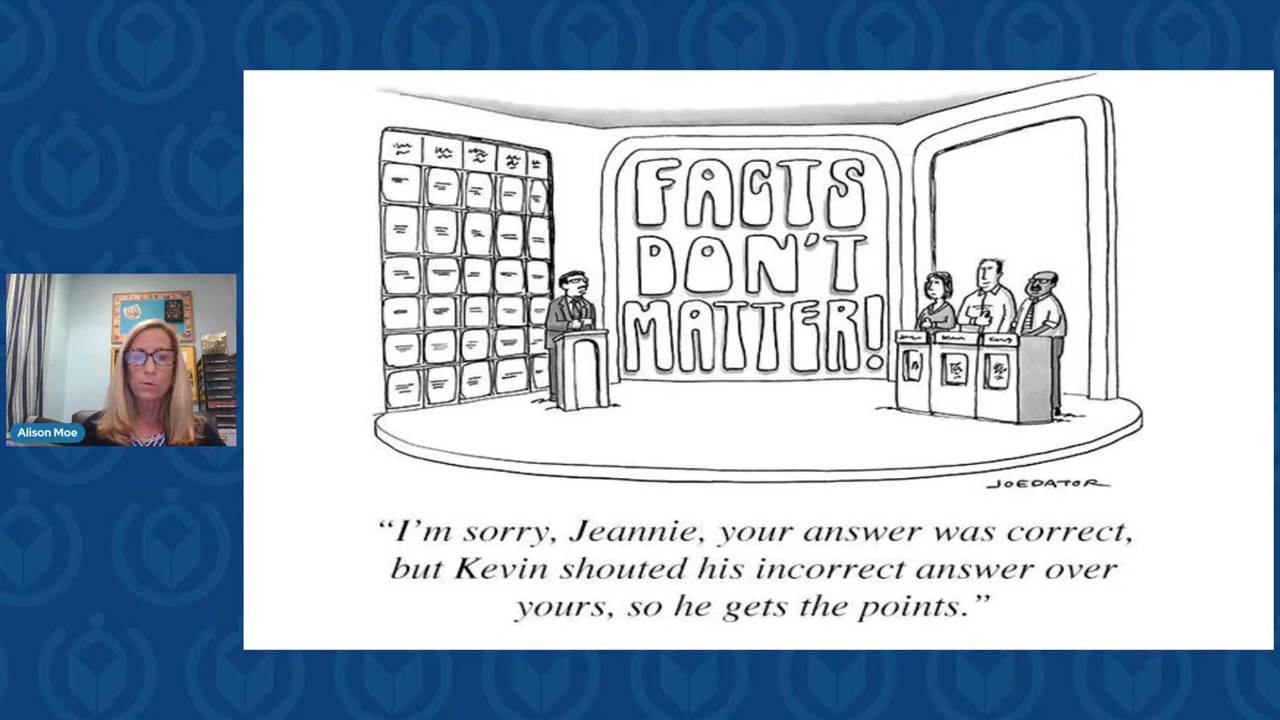 FACTS
DON'T
MATTER!
Alison Moe
JOEDATOR
“I’m sorry, Jeannie, your answer was correct,
but Kevin shouted his incorrect answer over
yours, so he gets the points.”